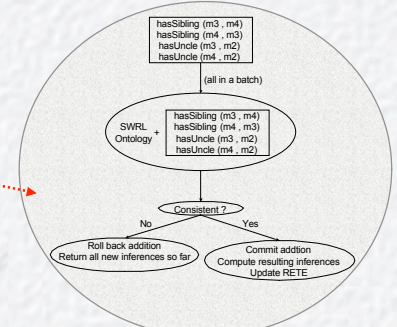 hasSibling (m3 , m4)
hasSibling (m4 , m3)
hasUncle (m3 , m2)
hasUncle (m4 , m2)
(all in a batch)
SWRL
Ontology +
hasSibling (m3 , m4)
hasSibling (m4 , m3)
hasUncle (m3 , m2)
hasUncle (m4 , m2)
Consistent ?
No
Yes
Roll back addition
Return all new inferences so far
Commit addtion
Compute resulting inferences
Update RETE